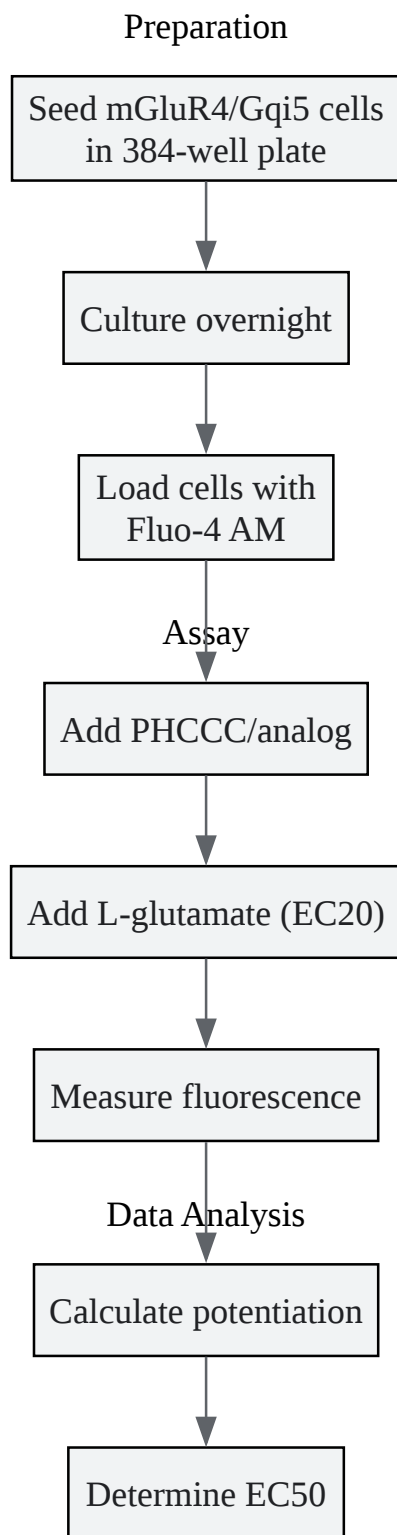 Preparation
Seed mGluR4/Gqi5 cells
in 384-well plate
Culture overnight
Load cells with
Fluo-4 AM
Assay
Add PHCCC/analog
Add L-glutamate (EC20)
Measure fluorescence
Data Analysis
Calculate potentiation
Determine EC50